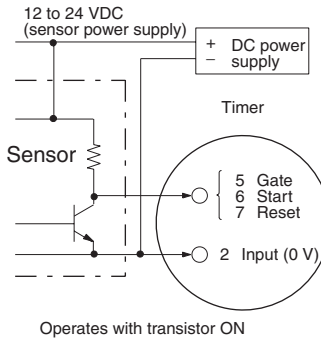 12 to 24 VDC
(sensor power supply)
+ DC power
− supply
Timer
Sensor
5 Gate
6 Start
7 Reset
2 Input (0 V)
Operates with transistor ON